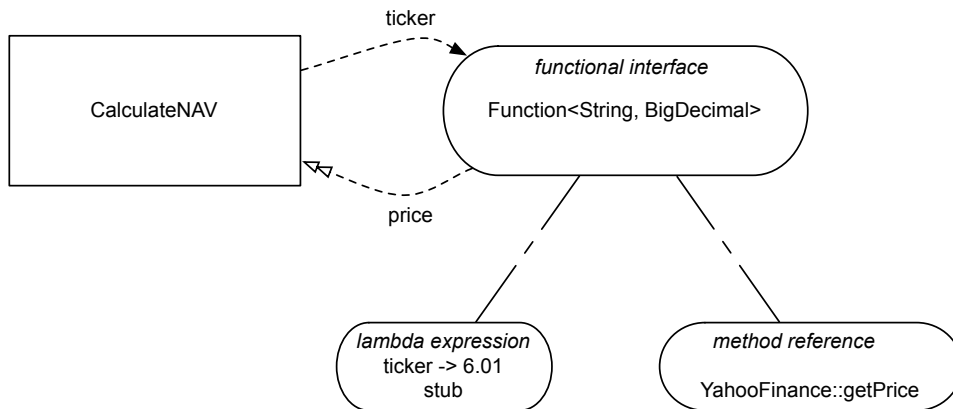 ticker
functional interface
CalculateNAV
Function<String, BigDecimal>
price
lambda expression
ticker -> 6.01
stub
method reference
YahooFinance::getPrice